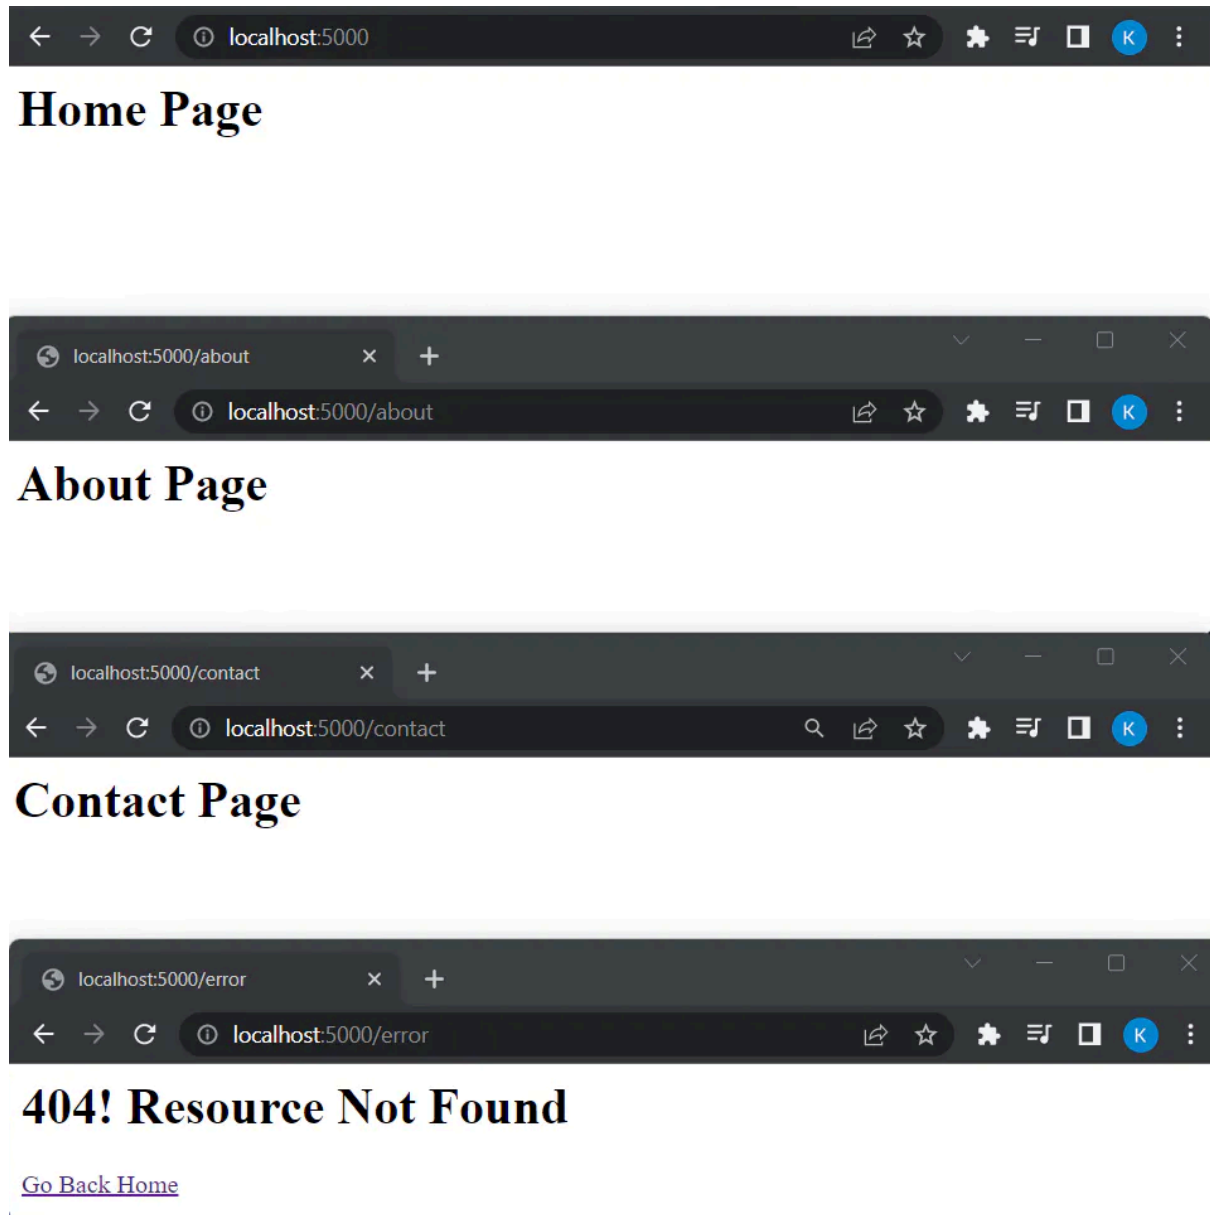 localhost:5000
K
Home Page
localhost:5000/about
localhost:5000/about
K
About Page
localhost:5000/contact
localhost:5000/contact
K
Contact Page
localhost:5000/error
localhost:5000/error
K
404! Resource Not Found
Go Back Home